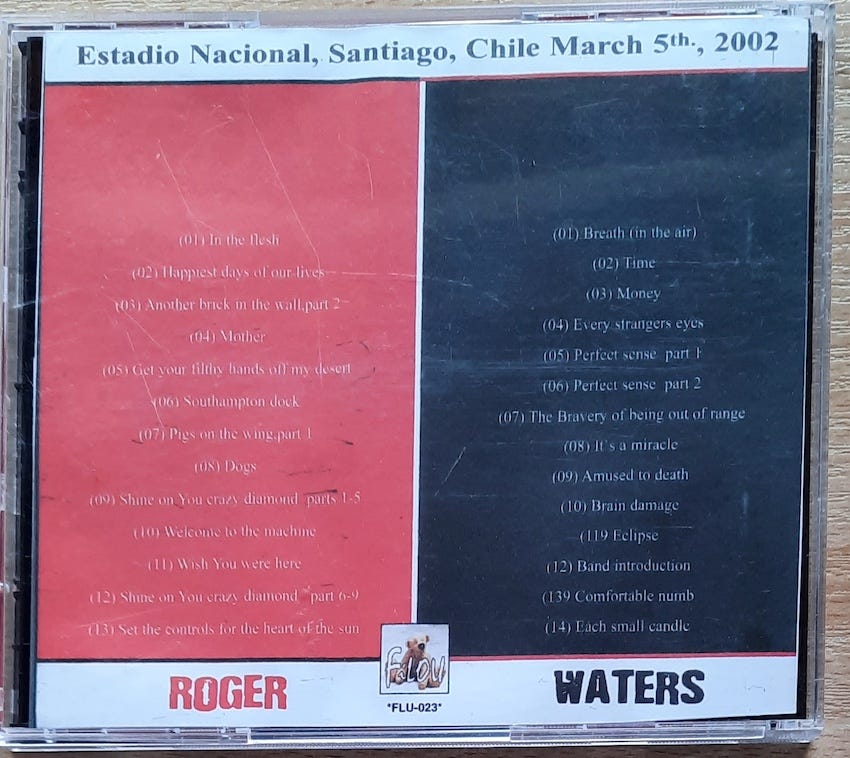 Estadio Nacional, Santiago, Chile March 5th., 2002
(01) In the flesh
(02) Happiest days of our lives
(03) Another brick in the wall,part 2
(04) Mother
(05) Get your filthy hands off my desert
(06) Southampton dock
(07) Pigs on the wing,part 1
(08) Dogs
(09) Shine on You crazy diamond parts 1-5
(10) Welcome to the machine
(11) Wish You were here
(12) Shine on You crazy diamond part 6-9
(13) Set the controls for the heart of the sun
(01) Breath (in the air)
(02) Time
(03) Money
(04) Every strangers eyes
(05) Perfect sense part 1
(06) Perfect sense part 2
(07) The Bravery of being out of range
(08) It's a miracle
(09) Amused to death
(10) Brain damage
(119 Eclipse
(12) Band introduction
(139 Comfortable numb
(14) Each small candle
ROGER
*FLU-023*
WATERS